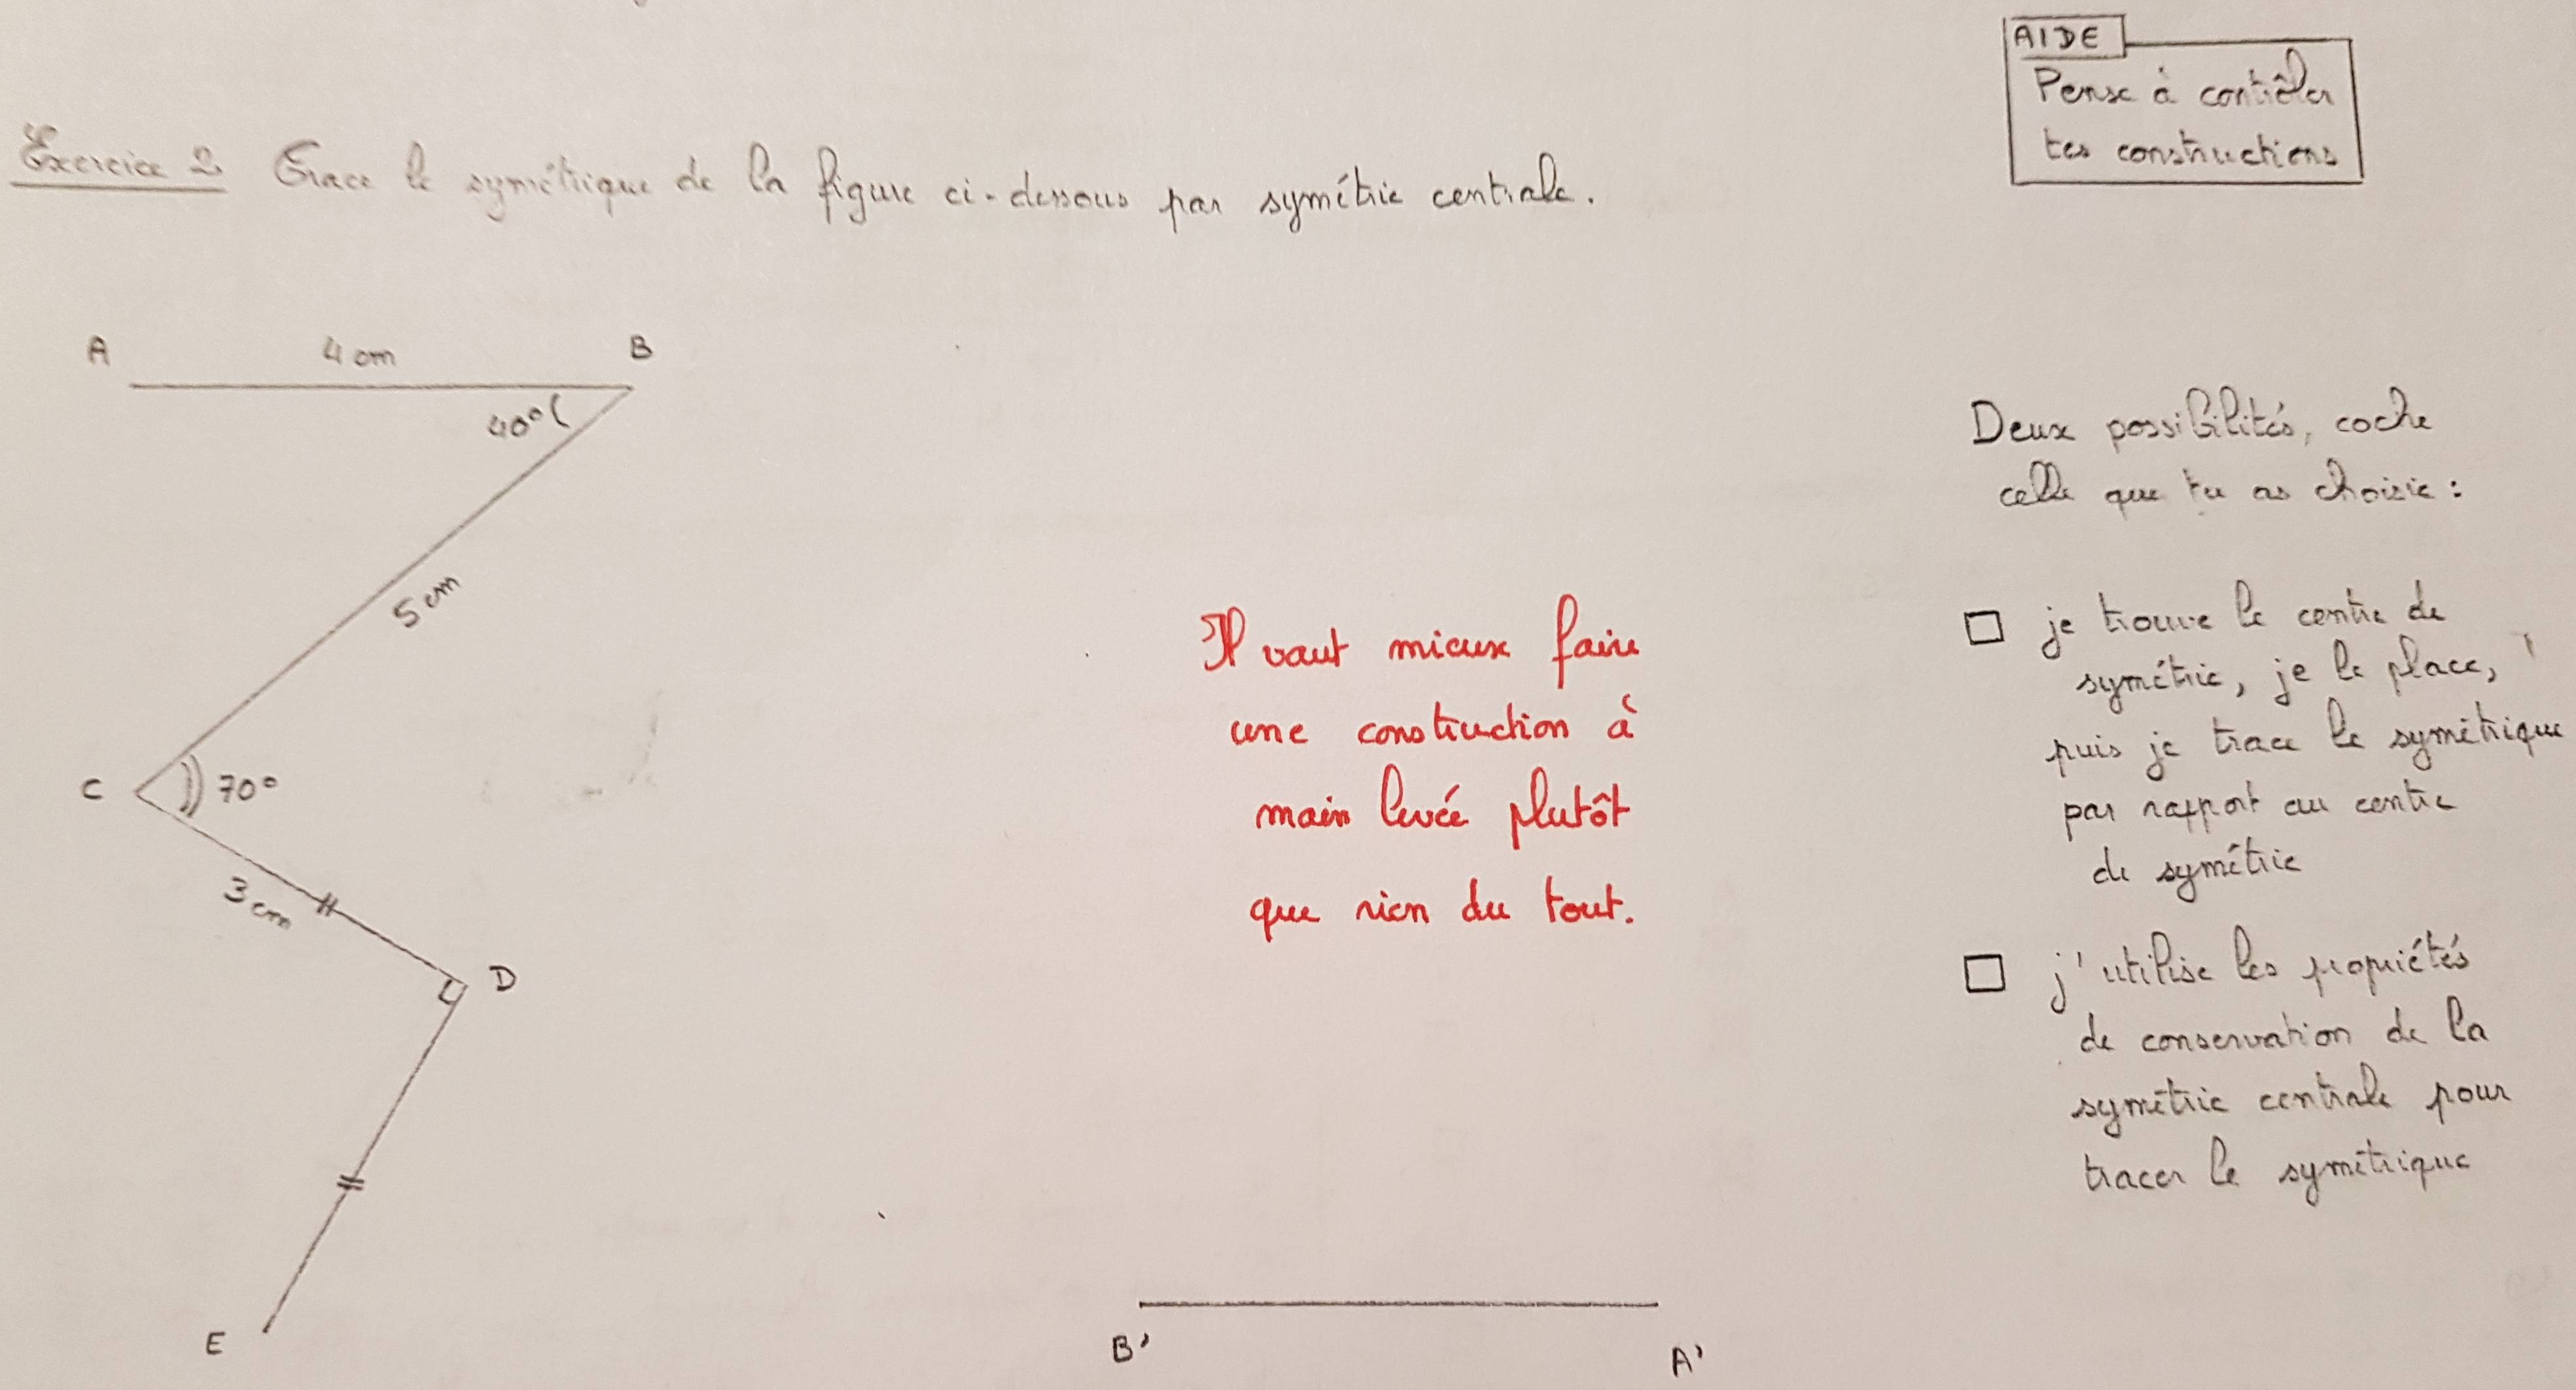 AIDE
Pense à contrôler
tes constructions
Exercice 2 Trace le symétrique de la figure ci-dessous par symétrie centrale.
A 4 cm B
40°
5 cm
C 70°
3 cm
D
E
Il vaut mieux faire
une construction à
main levée plutôt
que rien du tout.
B' A'
Deux possibilités, coche
celle que tu as choisie :
je trouve le centre de
symétrie, je le place,
puis je trace le symétrique
par rapport au centre
de symétrie
j'utilise les propriétés
de conservation de la
symétrie centrale pour
tracer le symétrique